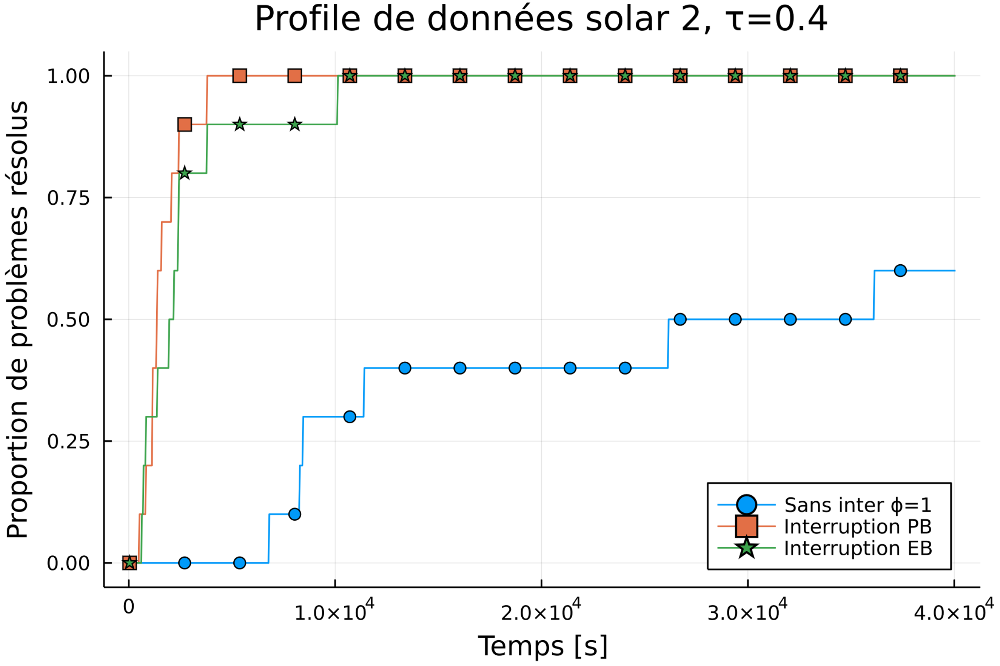 Profile de données solar 2, τ=0.4
Proportion de problèmes résolus
1.00
0.75
0.50
0.25
0.00
Sans inter ϕ=1
Interruption PB
Interruption EB
0
1.0×10⁴
2.0×10⁴
3.0×10⁴
4.0×10⁴
Temps [s]